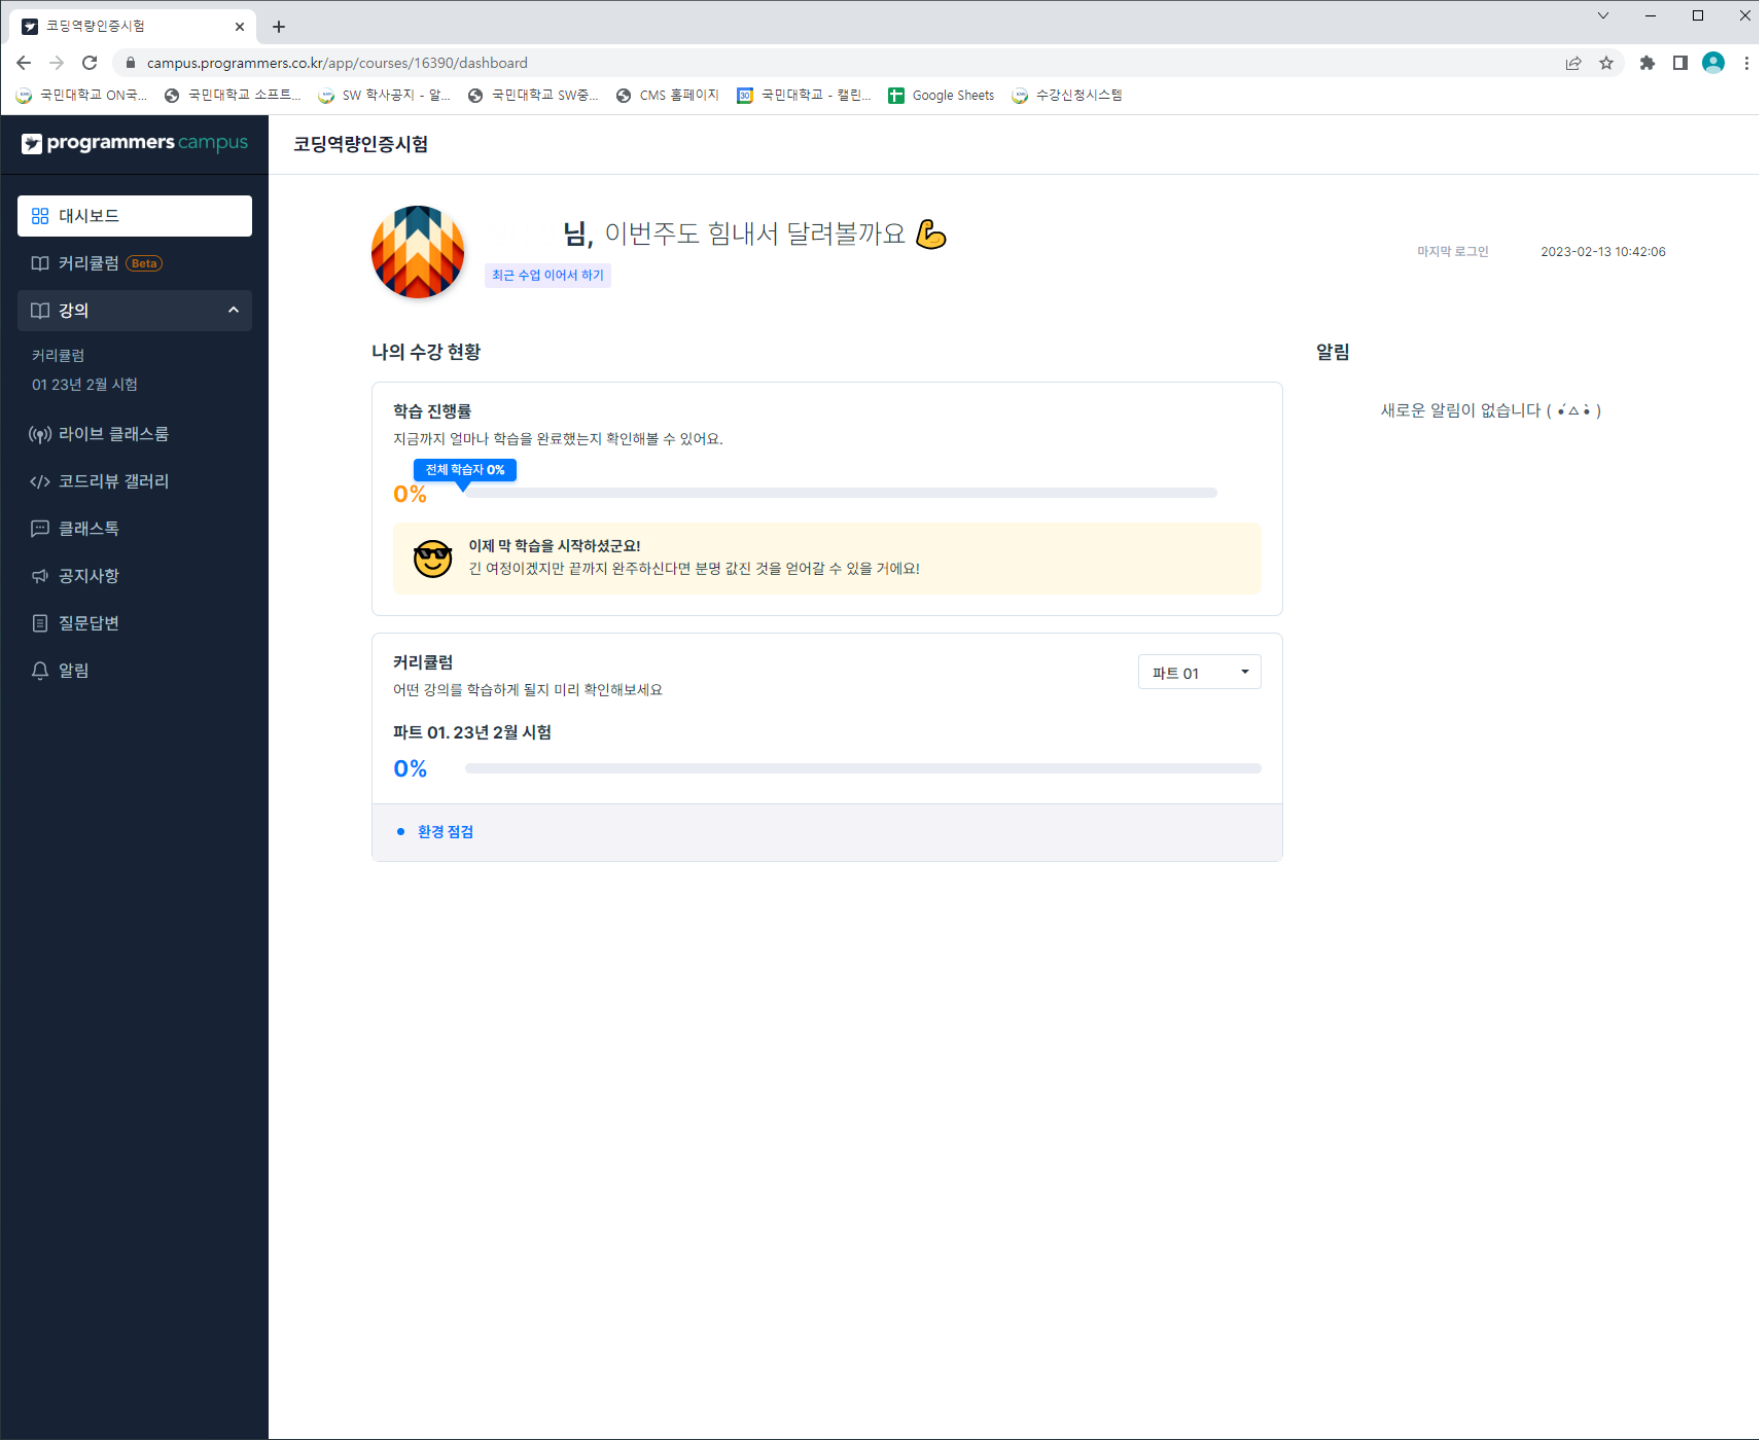 코딩역량인증시험
campus.programmers.co.kr/app/courses/16390/dashboard
국민대학교 ON국...
국민대학교 소프트...
SW 학사공지 - 알...
국민대학교 SW중...
CMS 홈페이지
30
국민대학교 - 캘린...
Google Sheets
수강신청시스템
programmers campus
코딩역량인증시험
대시보드
커리큘럼 Beta
강의
커리큘럼
01 23년 2월 시험
라이브 클래스룸
코드리뷰 갤러리
클래스톡
공지사항
질문답변
알림
님, 이번주도 힘내서 달려볼까요 💪
최근 수업 이어서 하기
마지막 로그인 2023-02-13 10:42:06
나의 수강 현황
학습 진행률
지금까지 얼마나 학습을 완료했는지 확인해볼 수 있어요.
전체 학습자 0%
0%
이제 막 학습을 시작하셨군요!
긴 여정이겠지만 끝까지 완주하신다면 분명 값진 것을 얻어갈 수 있을 거에요!
커리큘럼
어떤 강의를 학습하게 될지 미리 확인해보세요
파트 01
파트 01. 23년 2월 시험
0%
환경 점검
알림
새로운 알림이 없습니다 ( •́ㅿ•̀ )